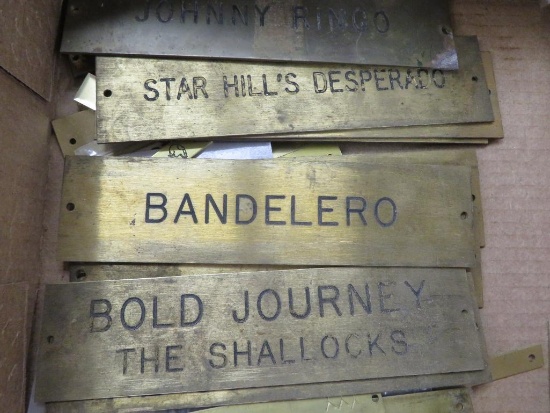 JOHNNY RINGO
STAR HILL'S DESPERADO
BANDELERO
BOLD JOURNEY
THE SHALLOCKS